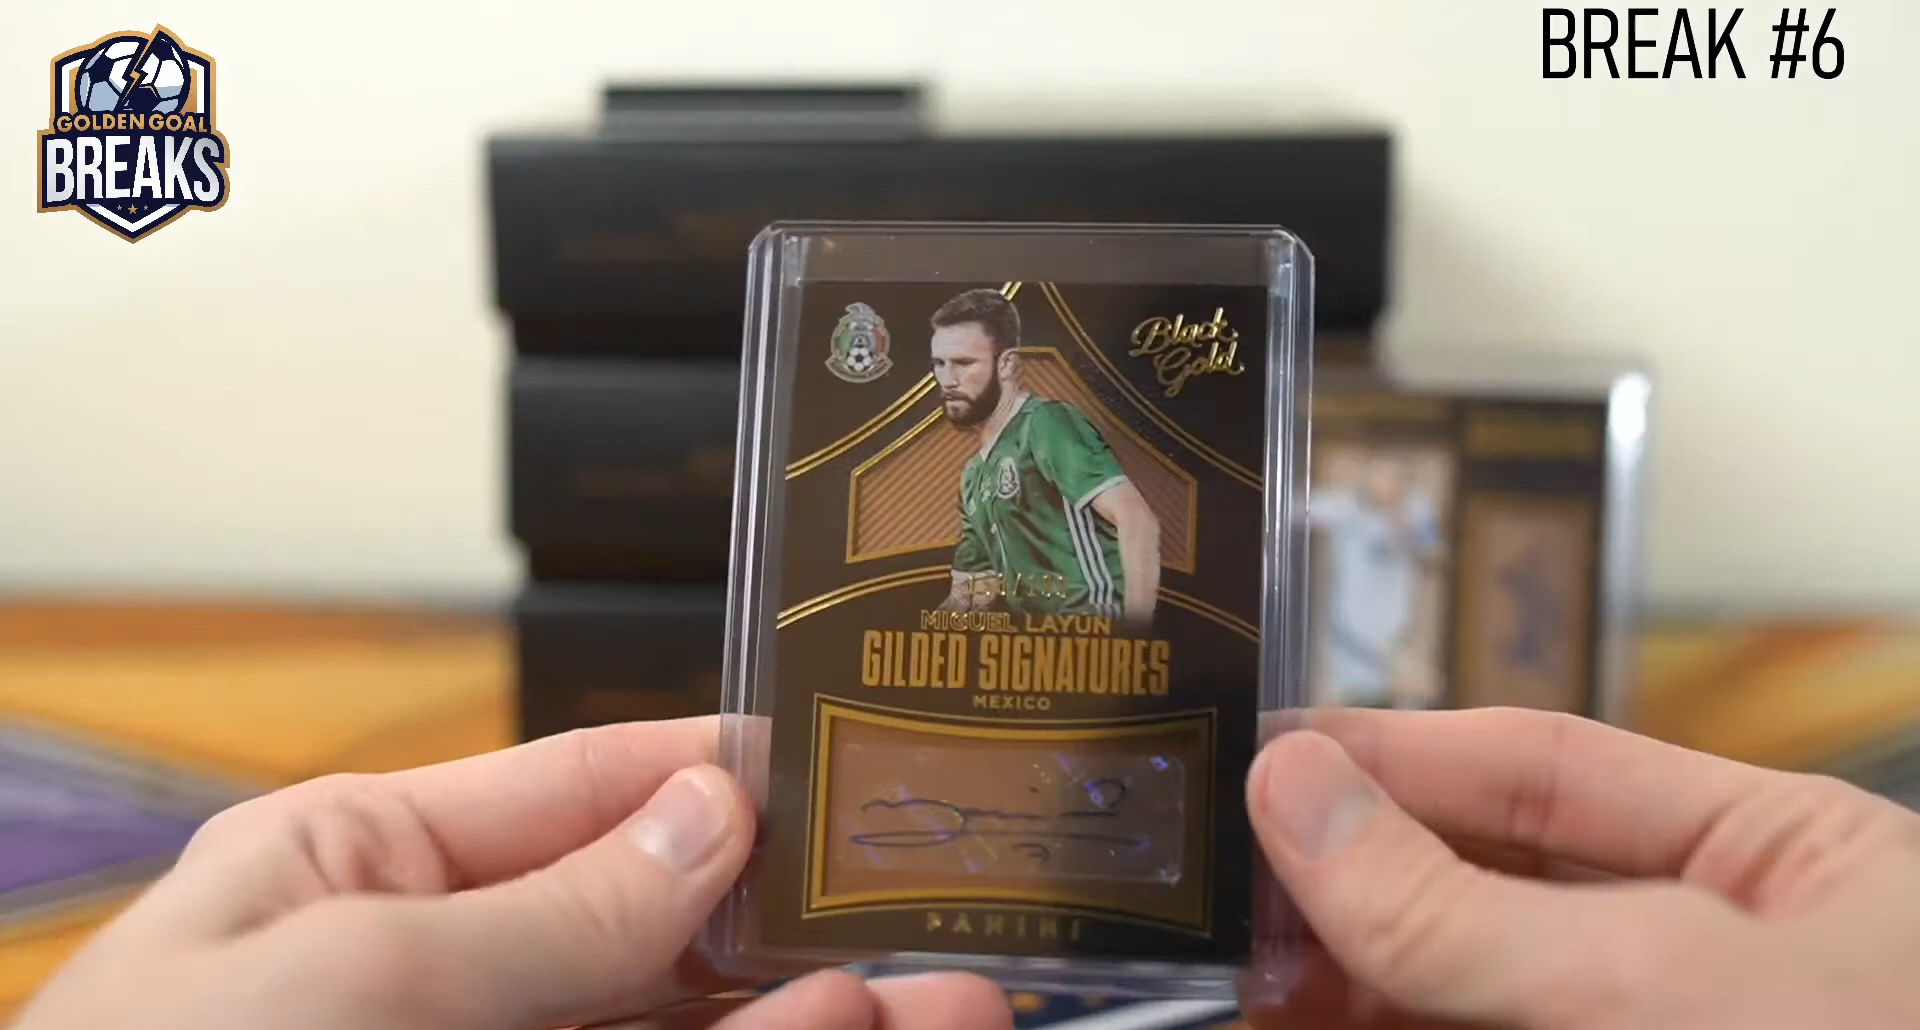 BREAK #6
GOLDEN GOAL
BREAKS
Black
Gold
MIGUEL LAYUN
GILDED SIGNATURES
MEXICO
PANINI